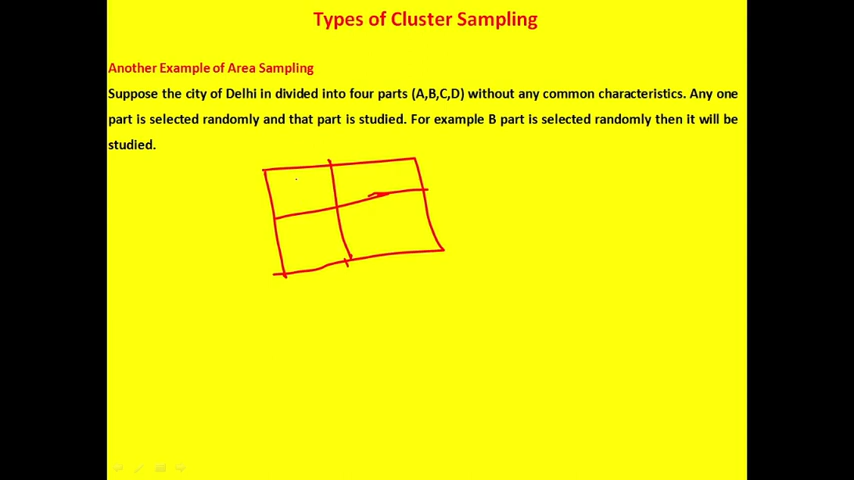 Types of Cluster Sampling
Another Example of Area Sampling
Suppose the city of Delhi in divided into four parts (A,B,C,D) without any common characteristics. Any one
part is selected randomly and that part is studied. For example B part is selected randomly then it will be
studied.